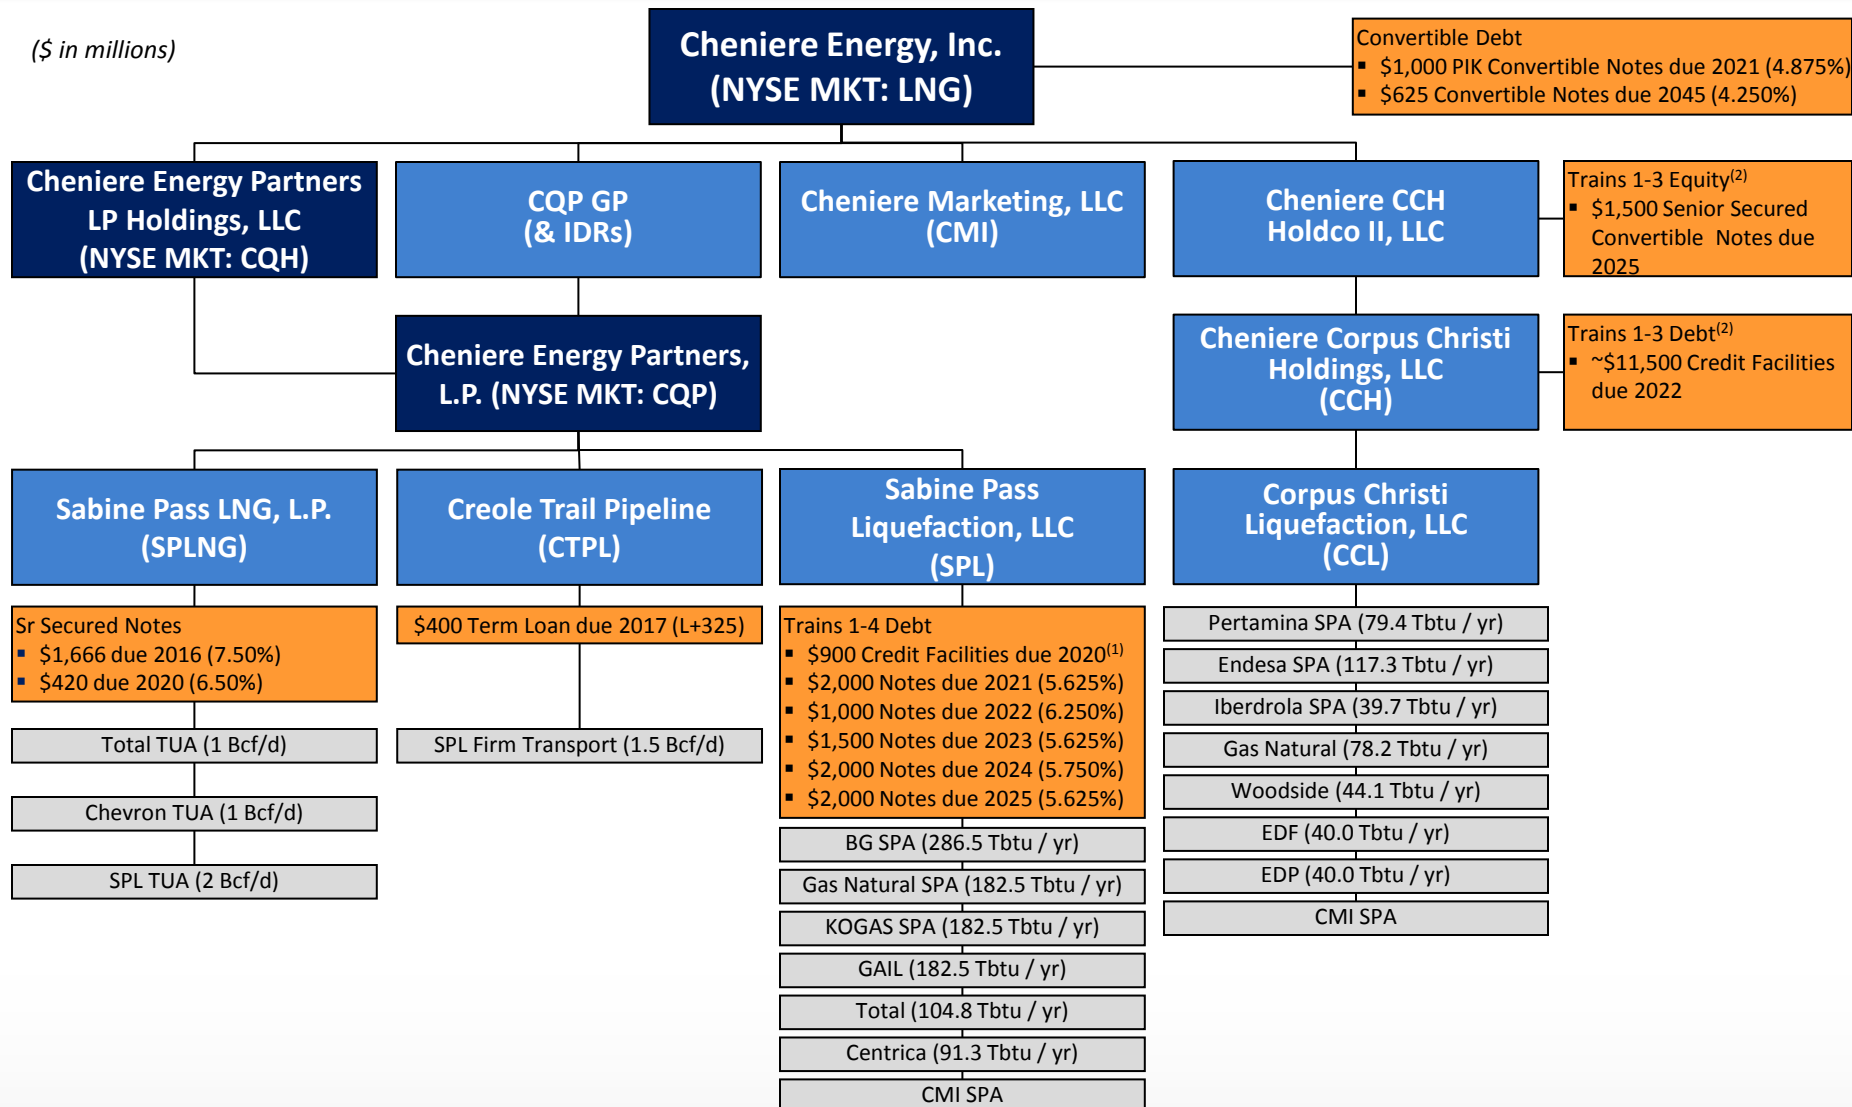 ($ in millions)
Cheniere Energy, Inc.
(NYSE MKT: LNG)
Convertible Debt
▪ $1,000 PIK Convertible Notes due 2021 (4.875%)
▪ $625 Convertible Notes due 2045 (4.250%)
Cheniere Energy Partners
LP Holdings, LLC
(NYSE MKT: CQH)
CQP GP
(& IDRs)
Cheniere Marketing, LLC
(CMI)
Cheniere CCH
Holdco II, LLC
Trains 1-3 Equity(2)
▪ $1,500 Senior Secured
Convertible Notes due
2025
Cheniere Energy Partners,
L.P. (NYSE MKT: CQP)
Cheniere Corpus Christi
Holdings, LLC
(CCH)
Trains 1-3 Debt(2)
▪ ~$11,500 Credit Facilities
due 2022
Sabine Pass LNG, L.P.
(SPLNG)
Creole Trail Pipeline
(CTPL)
Sabine Pass
Liquefaction, LLC
(SPL)
Corpus Christi
Liquefaction, LLC
(CCL)
Sr Secured Notes
▪ $1,666 due 2016 (7.50%)
▪ $420 due 2020 (6.50%)
Total TUA (1 Bcf/d)
Chevron TUA (1 Bcf/d)
SPL TUA (2 Bcf/d)
$400 Term Loan due 2017 (L+325)
SPL Firm Transport (1.5 Bcf/d)
Trains 1-4 Debt
▪ $900 Credit Facilities due 2020(1)
▪ $2,000 Notes due 2021 (5.625%)
▪ $1,000 Notes due 2022 (6.250%)
▪ $1,500 Notes due 2023 (5.625%)
▪ $2,000 Notes due 2024 (5.750%)
▪ $2,000 Notes due 2025 (5.625%)
BG SPA (286.5 Tbtu / yr)
Gas Natural SPA (182.5 Tbtu / yr)
KOGAS SPA (182.5 Tbtu / yr)
GAIL (182.5 Tbtu / yr)
Total (104.8 Tbtu / yr)
Centrica (91.3 Tbtu / yr)
CMI SPA
Pertamina SPA (79.4 Tbtu / yr)
Endesa SPA (117.3 Tbtu / yr)
Iberdrola SPA (39.7 Tbtu / yr)
Gas Natural (78.2 Tbtu / yr)
Woodside (44.1 Tbtu / yr)
EDF (40.0 Tbtu / yr)
EDP (40.0 Tbtu / yr)
CMI SPA